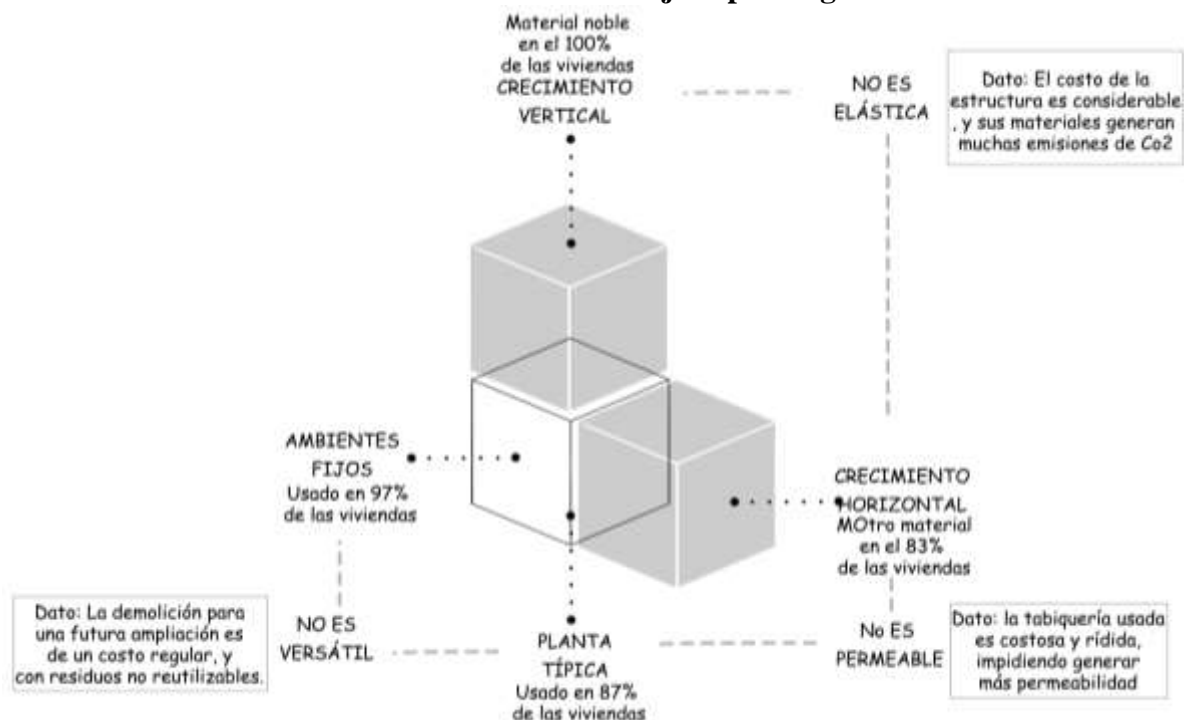 Material noble
en el 100%
de las viviendas
CRECIMIENTO
VERTICAL
NO ES
ELÁSTICA
Dato: El costo de la
estructura es considerable
, y sus materiales generan
muchas emisiones de Co2
AMBIENTES
FIJOS
Usado en 97%
de las viviendas
CRECIMIENTO
HORIZONTAL
MOtro material
en el 83%
de las viviendas
Dato: La demolición para
una futura ampliación es
de un costo regular, y
con residuos no reutilizables.
NO ES
VERSÁTIL
PLANTA
TÍPICA
Usado en 87%
de las viviendas
No ES
PERMEABLE
Dato: la tabiquería usada
es costosa y rídida,
impidiendo generar
más permeabilidad